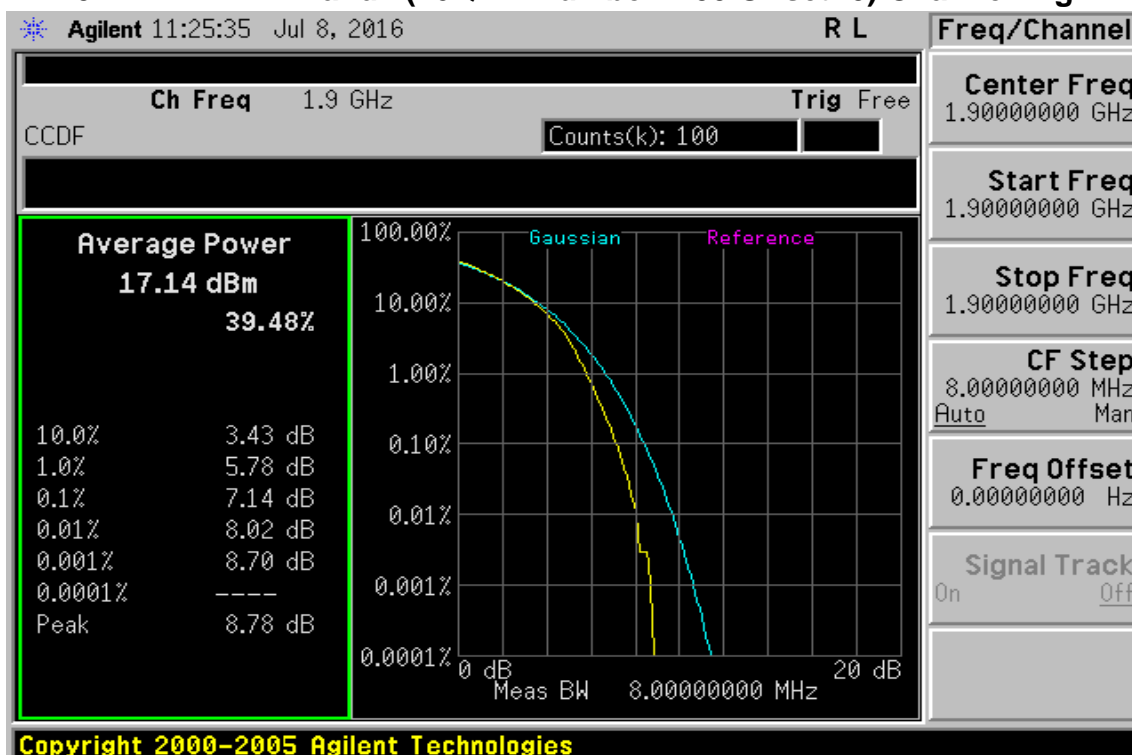 Agilent 11:25:35 Jul 8, 2016 R L
Freq/Channel
Ch Freq 1.9 GHz Trig Free
CCDF Counts(k): 100
Average Power
17.14 dBm
39.48%
10.0% 3.43 dB
1.0% 5.78 dB
0.1% 7.14 dB
0.01% 8.02 dB
0.001% 8.70 dB
0.0001% ----
Peak 8.78 dB
Gaussian Reference
100.00%
10.00%
1.00%
0.10%
0.01%
0.001%
0.0001%
0 dB 20 dB
Meas BW 8.00000000 MHz
Center Freq
1.90000000 GHz
Start Freq
1.90000000 GHz
Stop Freq
1.90000000 GHz
CF Step
8.00000000 MHz
Auto Man
Freq Offset
0.00000000 Hz
Signal Track
On Off
Copyright 2000-2005 Agilent Technologies